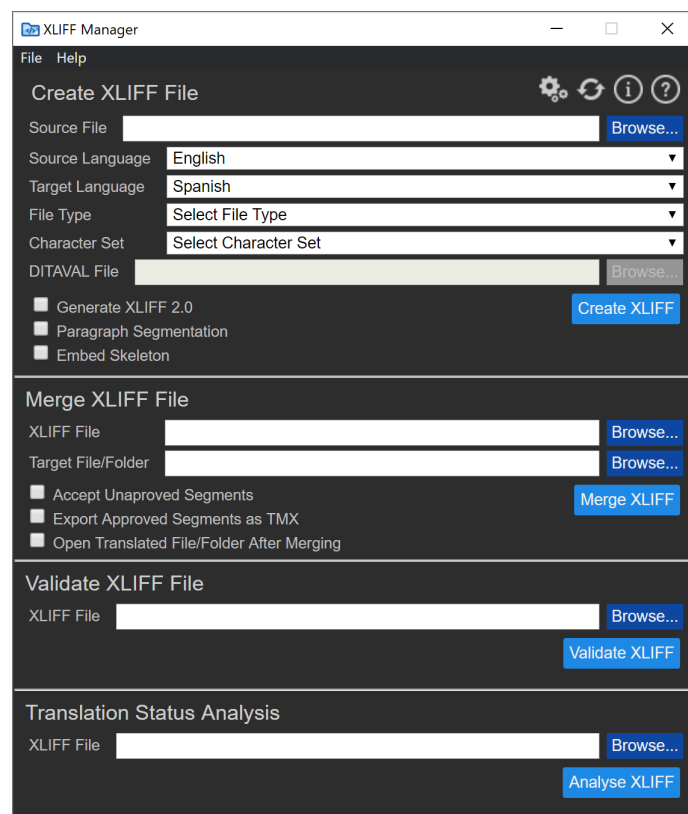 XLIFF Manager
File Help
Create XLIFF File
Source File Browse...
Source Language English
Target Language Spanish
File Type Select File Type
Character Set Select Character Set
DITAVAL File Browse...
Generate XLIFF 2.0 Create XLIFF
Paragraph Segmentation
Embed Skeleton
Merge XLIFF File
XLIFF File Browse...
Target File/Folder Browse...
Accept Unaproved Segments Merge XLIFF
Export Approved Segments as TMX
Open Translated File/Folder After Merging
Validate XLIFF File
XLIFF File Browse...
Validate XLIFF
Translation Status Analysis
XLIFF File Browse...
Analyse XLIFF